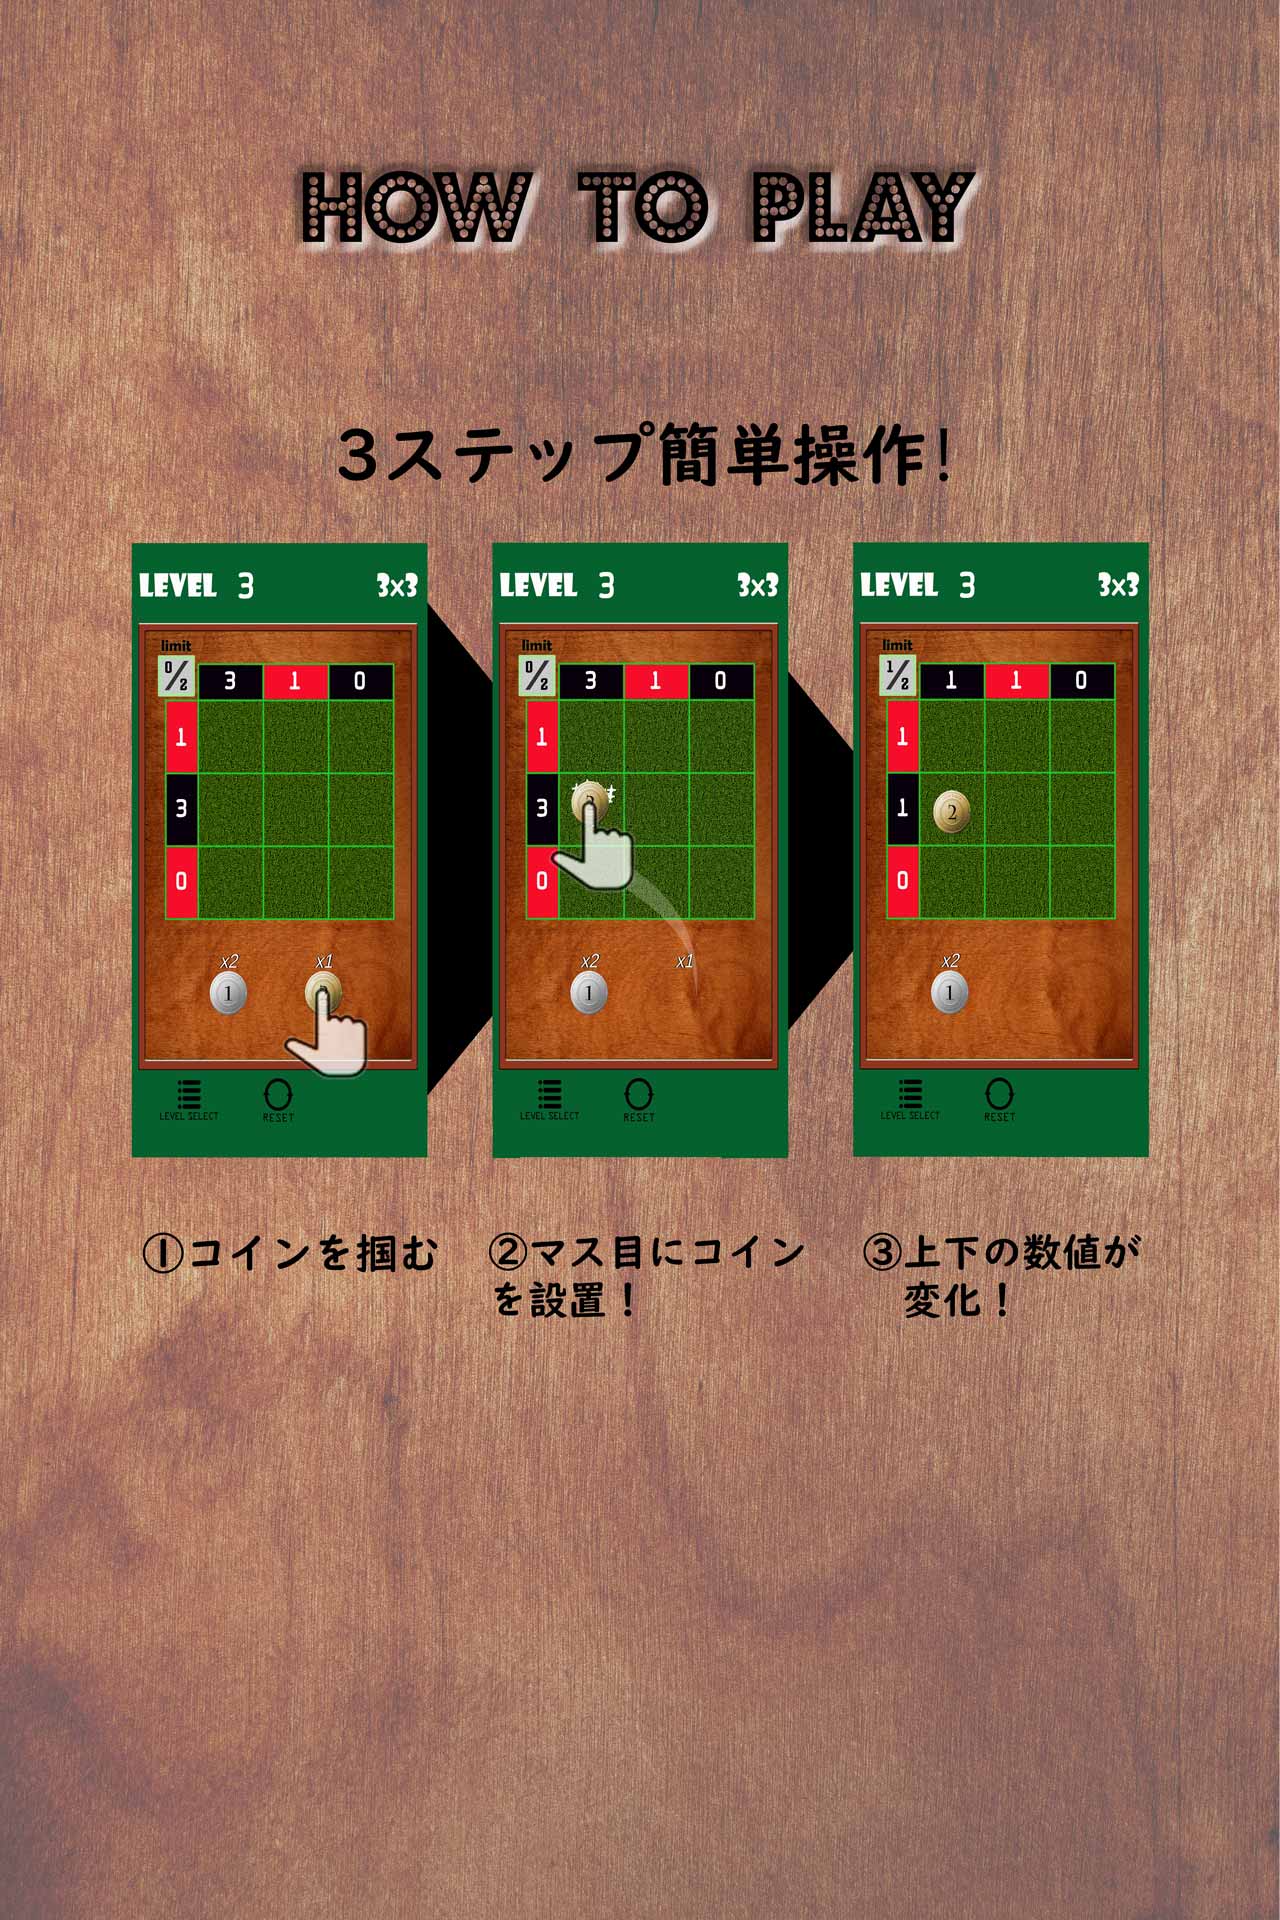 HOW TO PLAY
3ステップ簡単操作!
LEVEL 3 3x3
limit
0/2 3 1 0
1
3
0
x2 x1
1
LEVEL SELECT RESET
LEVEL 3 3x3
limit
0/2 3 1 0
1
3
0
x2 x1
1
LEVEL SELECT RESET
LEVEL 3 3x3
limit
1/2 1 1 0
1
1 2
0
x2
1
LEVEL SELECT RESET
①コインを掴む
②マス目にコイン
を設置！
③上下の数値が
変化！